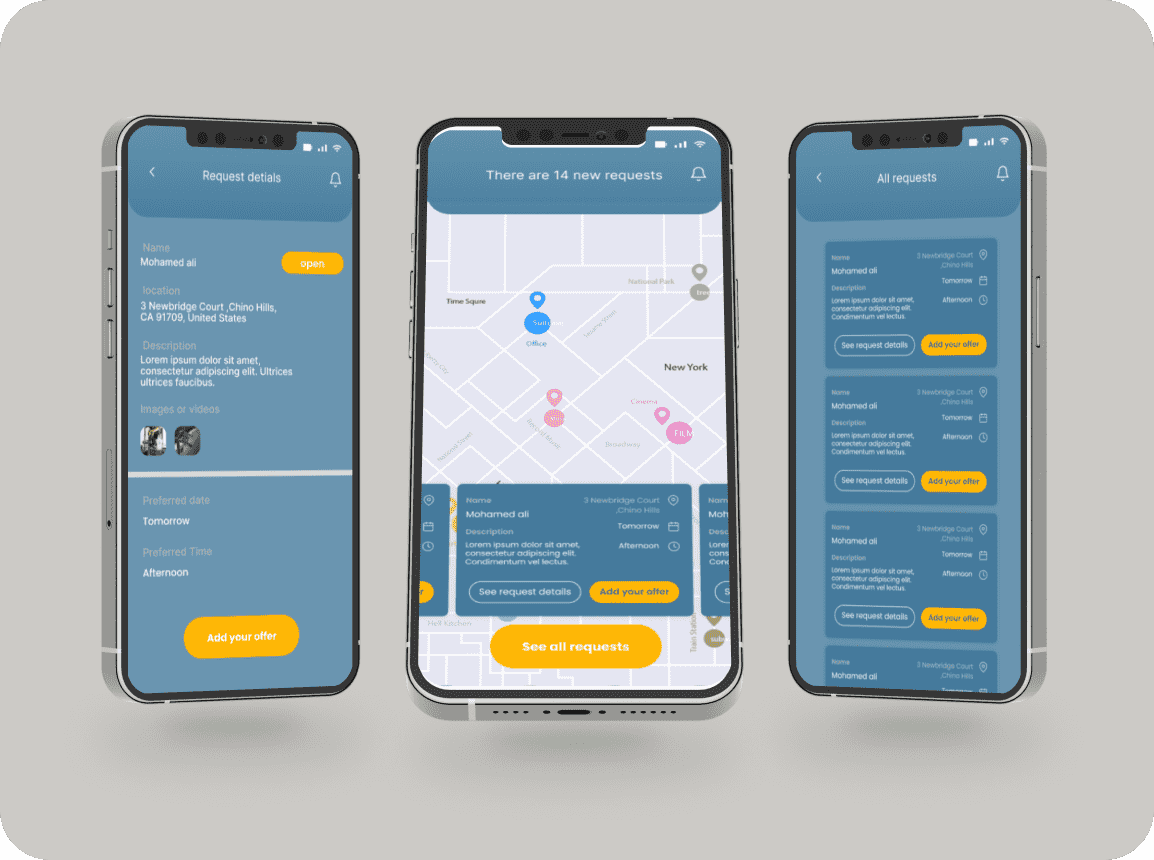 Request detials
Name
Mohamed ali
open
location
3 Newbridge Court ,Chino Hills,
CA 91709, United States
Description
Lorem ipsum dolor sit amet,
consectetur adipiscing elit. Ultrices
ultrices faucibus.
Images or videos
Preferred date
Tomorrow
Preferred Time
Afternoon
Add your offer
There are 14 new requests
National Park
Time Squre
Office
New York
Cinema
FILM
Broadway
Name
3 Newbridge Court
,Chino Hills
Mohamed ali
Tomorrow
Description
Afternoon
Lorem ipsum dolor sit amet,
consectetur adipiscing elit.
Condimentum vel lectus.
See request details
Add your offer
Hell Kitchen
Train Station
See all requests
All requests
Name
3 Newbridge Court
,Chino Hills
Mohamed ali
Tomorrow
Description
Afternoon
Lorem ipsum dolor sit amet,
consectetur adipiscing elit.
Condimentum vel lectus.
See request details
Add your offer
Name
3 Newbridge Court
,Chino Hills
Mohamed ali
Tomorrow
Description
Afternoon
Lorem ipsum dolor sit amet,
consectetur adipiscing elit.
Condimentum vel lectus.
See request details
Add your offer
Name
3 Newbridge Court
,Chino Hills
Mohamed ali
Tomorrow
Description
Afternoon
Lorem ipsum dolor sit amet,
consectetur adipiscing elit.
Condimentum vel lectus.
See request details
Add your offer
Name
3 Newbridge Court
,Chino Hills
Mohamed ali